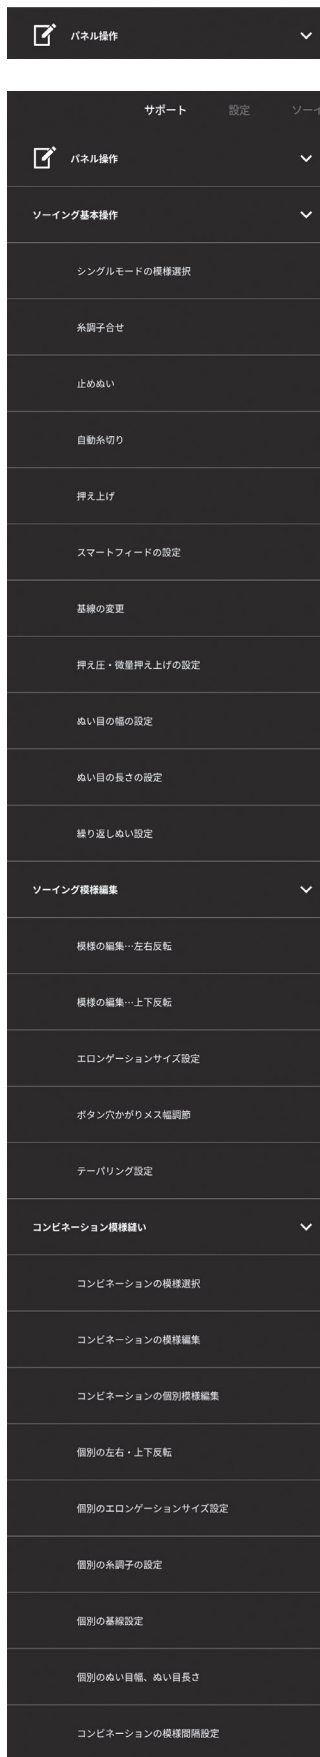 パネル操作
サポート 設定 ソーイ
パネル操作
ソーイング基本操作
シングルモードの模様選択
糸調子合せ
止めぬい
自動糸切り
押え上げ
スマートフィードの設定
基線の変更
押え圧・微量押え上げの設定
ぬい目の幅の設定
ぬい目の長さの設定
繰り返しぬい設定
ソーイング模様編集
模様の編集…左右反転
模様の編集…上下反転
エロンゲーションサイズ設定
ボタン穴かがりメス幅調節
テーパリング設定
コンビネーション模様縫い
コンビネーションの模様選択
コンビネーションの模様編集
コンビネーションの個別模様編集
個別の左右・上下反転
個別のエロンゲーションサイズ設定
個別の糸調子の設定
個別の基線設定
個別のぬい目幅、ぬい目長さ
コンビネーションの模様間隔設定